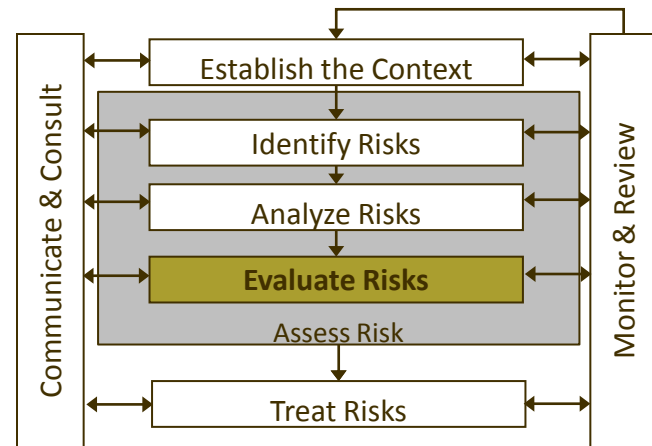 Communicate & Consult
Establish the Context
Identify Risks
Analyze Risks
Evaluate Risks
Assess Risk
Treat Risks
Monitor & Review